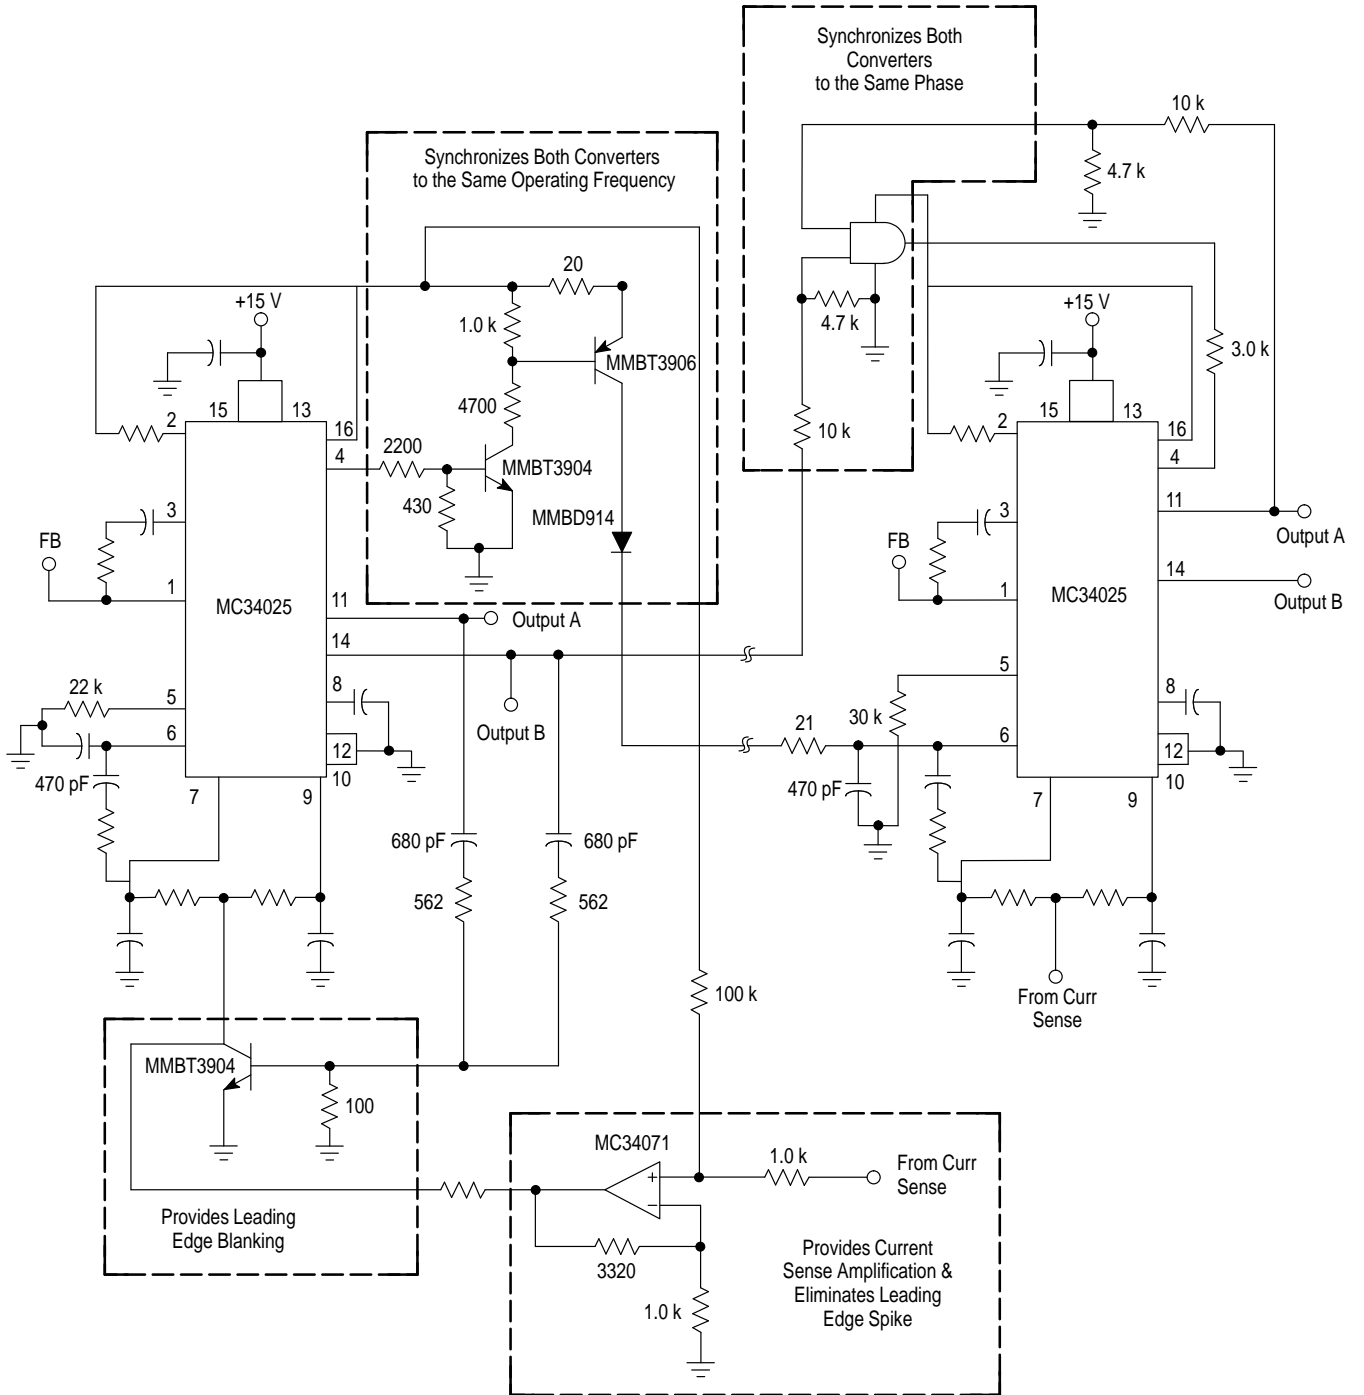 Synchronizes Both
Converters
to the Same Phase
10 k
4.7 k
Synchronizes Both Converters
to the Same Operating Frequency
20
1.0 k
MMBT3906
4700
2200
MMBT3904
430
MMBD914
4.7 k
10 k
3.0 k
+15 V
15
13
2
16
4
3
FB
1
MC34025
11
Output A
14
Output B
22 k
5
6
8
12
10
470 pF
7
9
+15 V
15
13
2
16
4
11
Output A
3
FB
1
MC34025
14
Output B
5
30 k
21
6
8
12
10
470 pF
7
9
680 pF
680 pF
562
562
100 k
From Curr
Sense
MMBT3904
100
Provides Leading
Edge Blanking
MC34071
+
–
1.0 k
From Curr
Sense
3320
1.0 k
Provides Current
Sense Amplification &
Eliminates Leading
Edge Spike